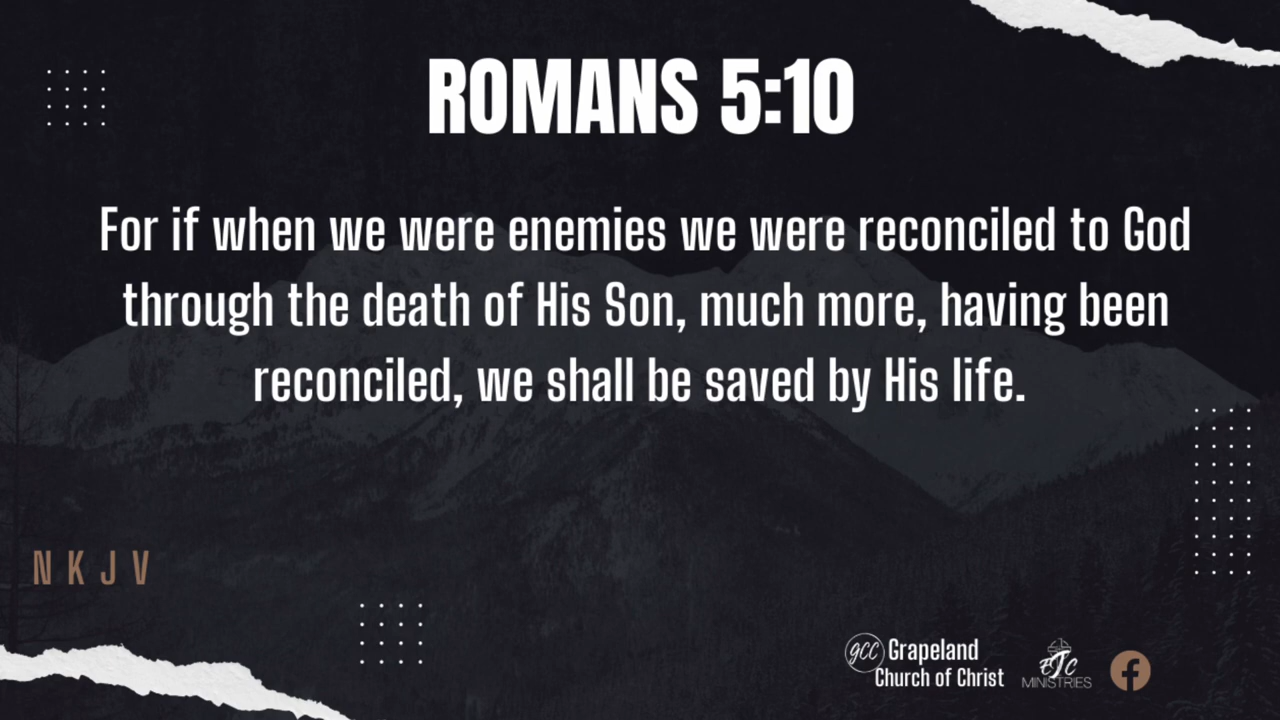 ROMANS 5:10
For if when we were enemies we were reconciled to God
through the death of His Son, much more, having been
reconciled, we shall be saved by His life.
NKJV
gcc Grapeland
Church of Christ
MINISTRIES